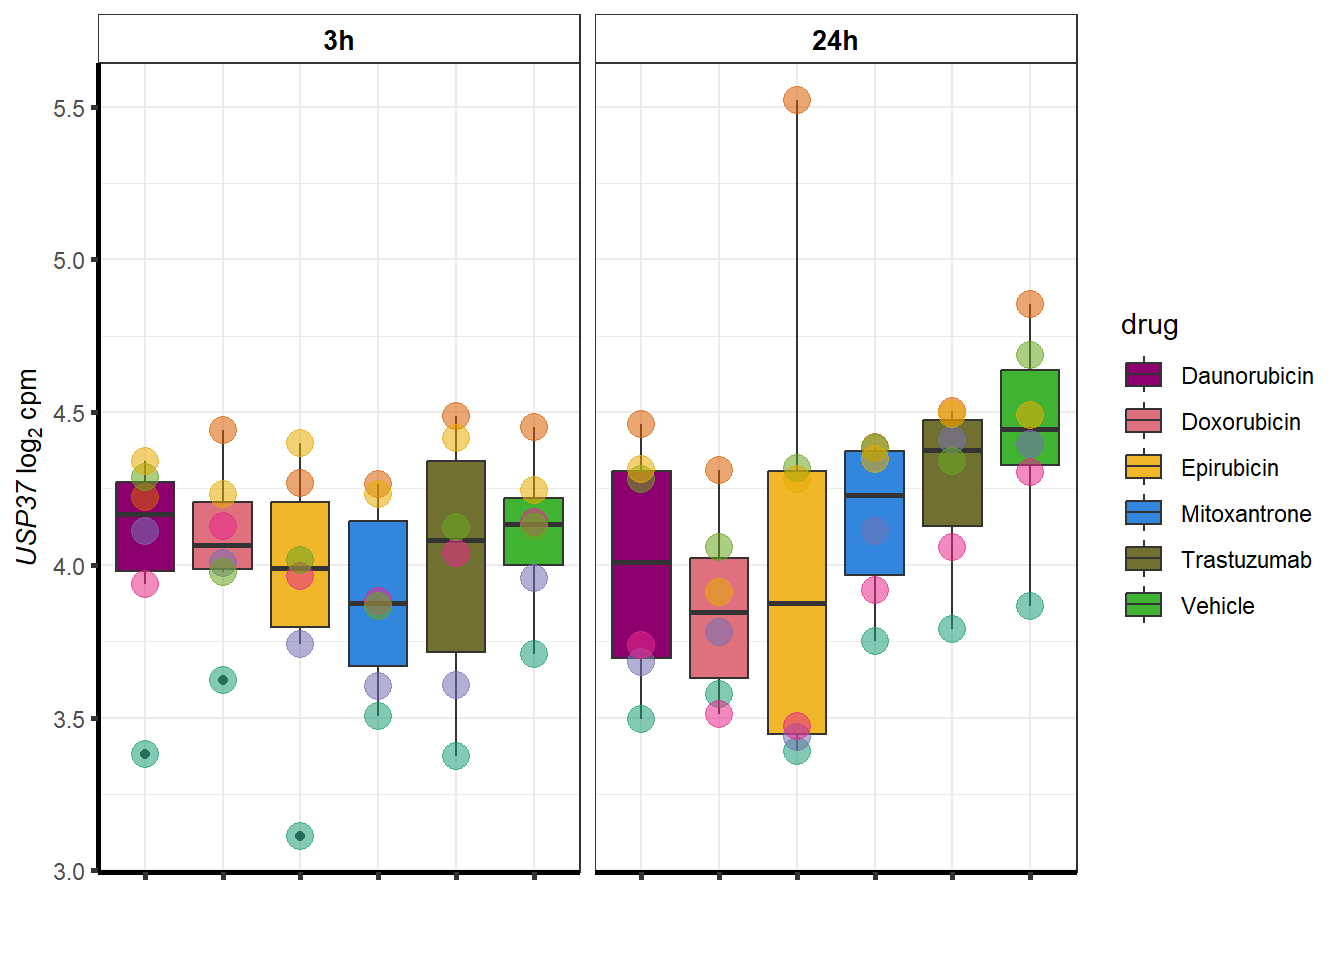 3h
24h
5.5
5.0
4.5
4.0
3.5
3.0
USP37 log₂ cpm
drug
Daunorubicin
Doxorubicin
Epirubicin
Mitoxantrone
Trastuzumab
Vehicle